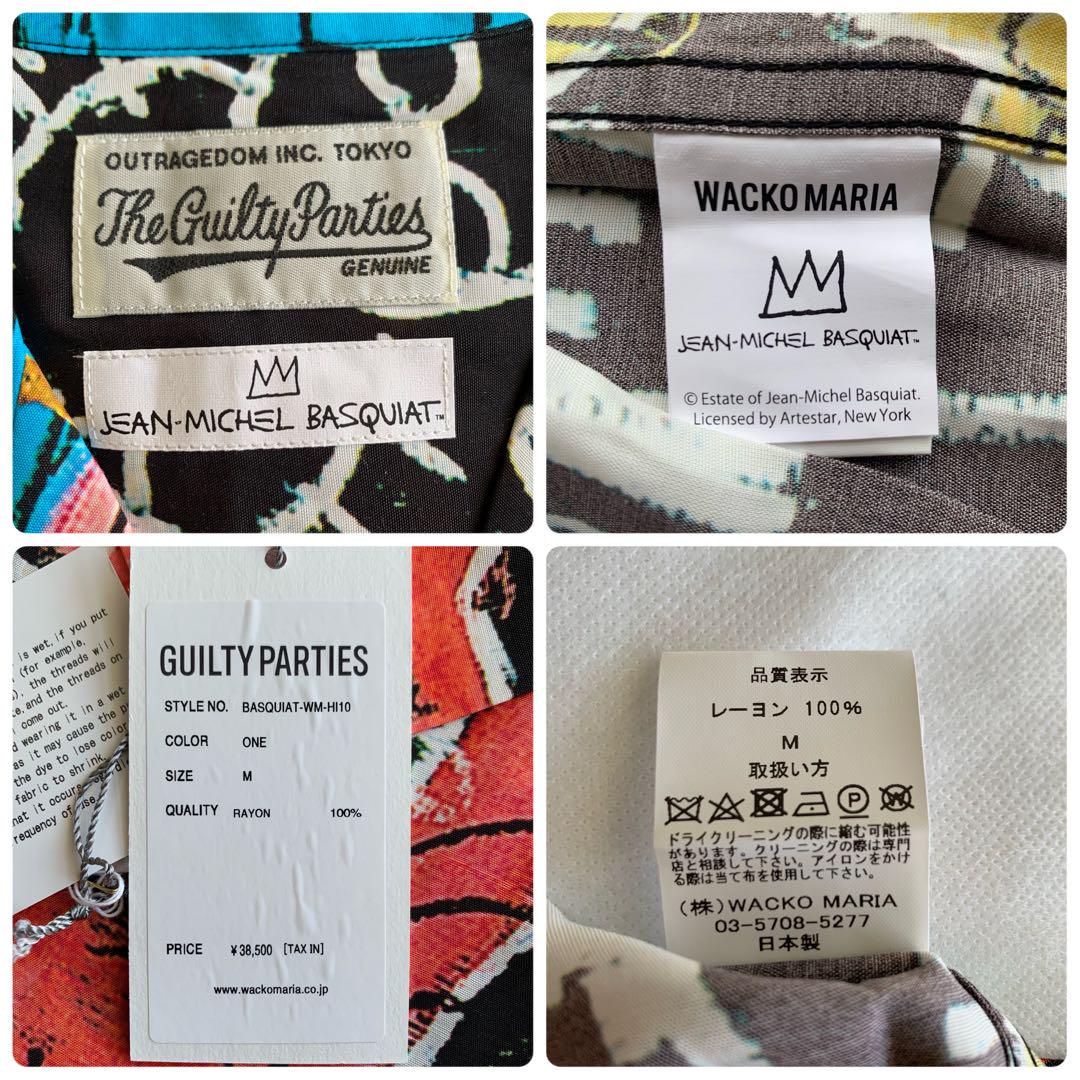 OUTRAGEDOM INC. TOKYO
The Guilty Parties
GENUINE
JEAN-MICHEL BASQUIAT™
WACKO MARIA
JEAN-MICHEL BASQUIAT™
© Estate of Jean-Michel Basquiat.
Licensed by Artestar, New York
is wet, if you put
(for example,
the threads will
and the threads on
come out.
wearing it in a wet
as it may cause the
the dye to lose color
fabric to shrink.
that it occurs
frequency of use.
GUILTY PARTIES
STYLE NO. BASQUIAT-WM-HI10
COLOR ONE
SIZE M
QUALITY RAYON 100%
PRICE ¥38,500 [TAX IN]
www.wackomaria.co.jp
品質表示
レーヨン 100%
M
取扱い方
P W
ドライクリーニングの際に縮む可能性
があります。クリーニングの際は専門
店と相談して下さい。アイロンをかけ
る際は当て布を使用して下さい。
(株)WACKO MARIA
03-5708-5277
日本製